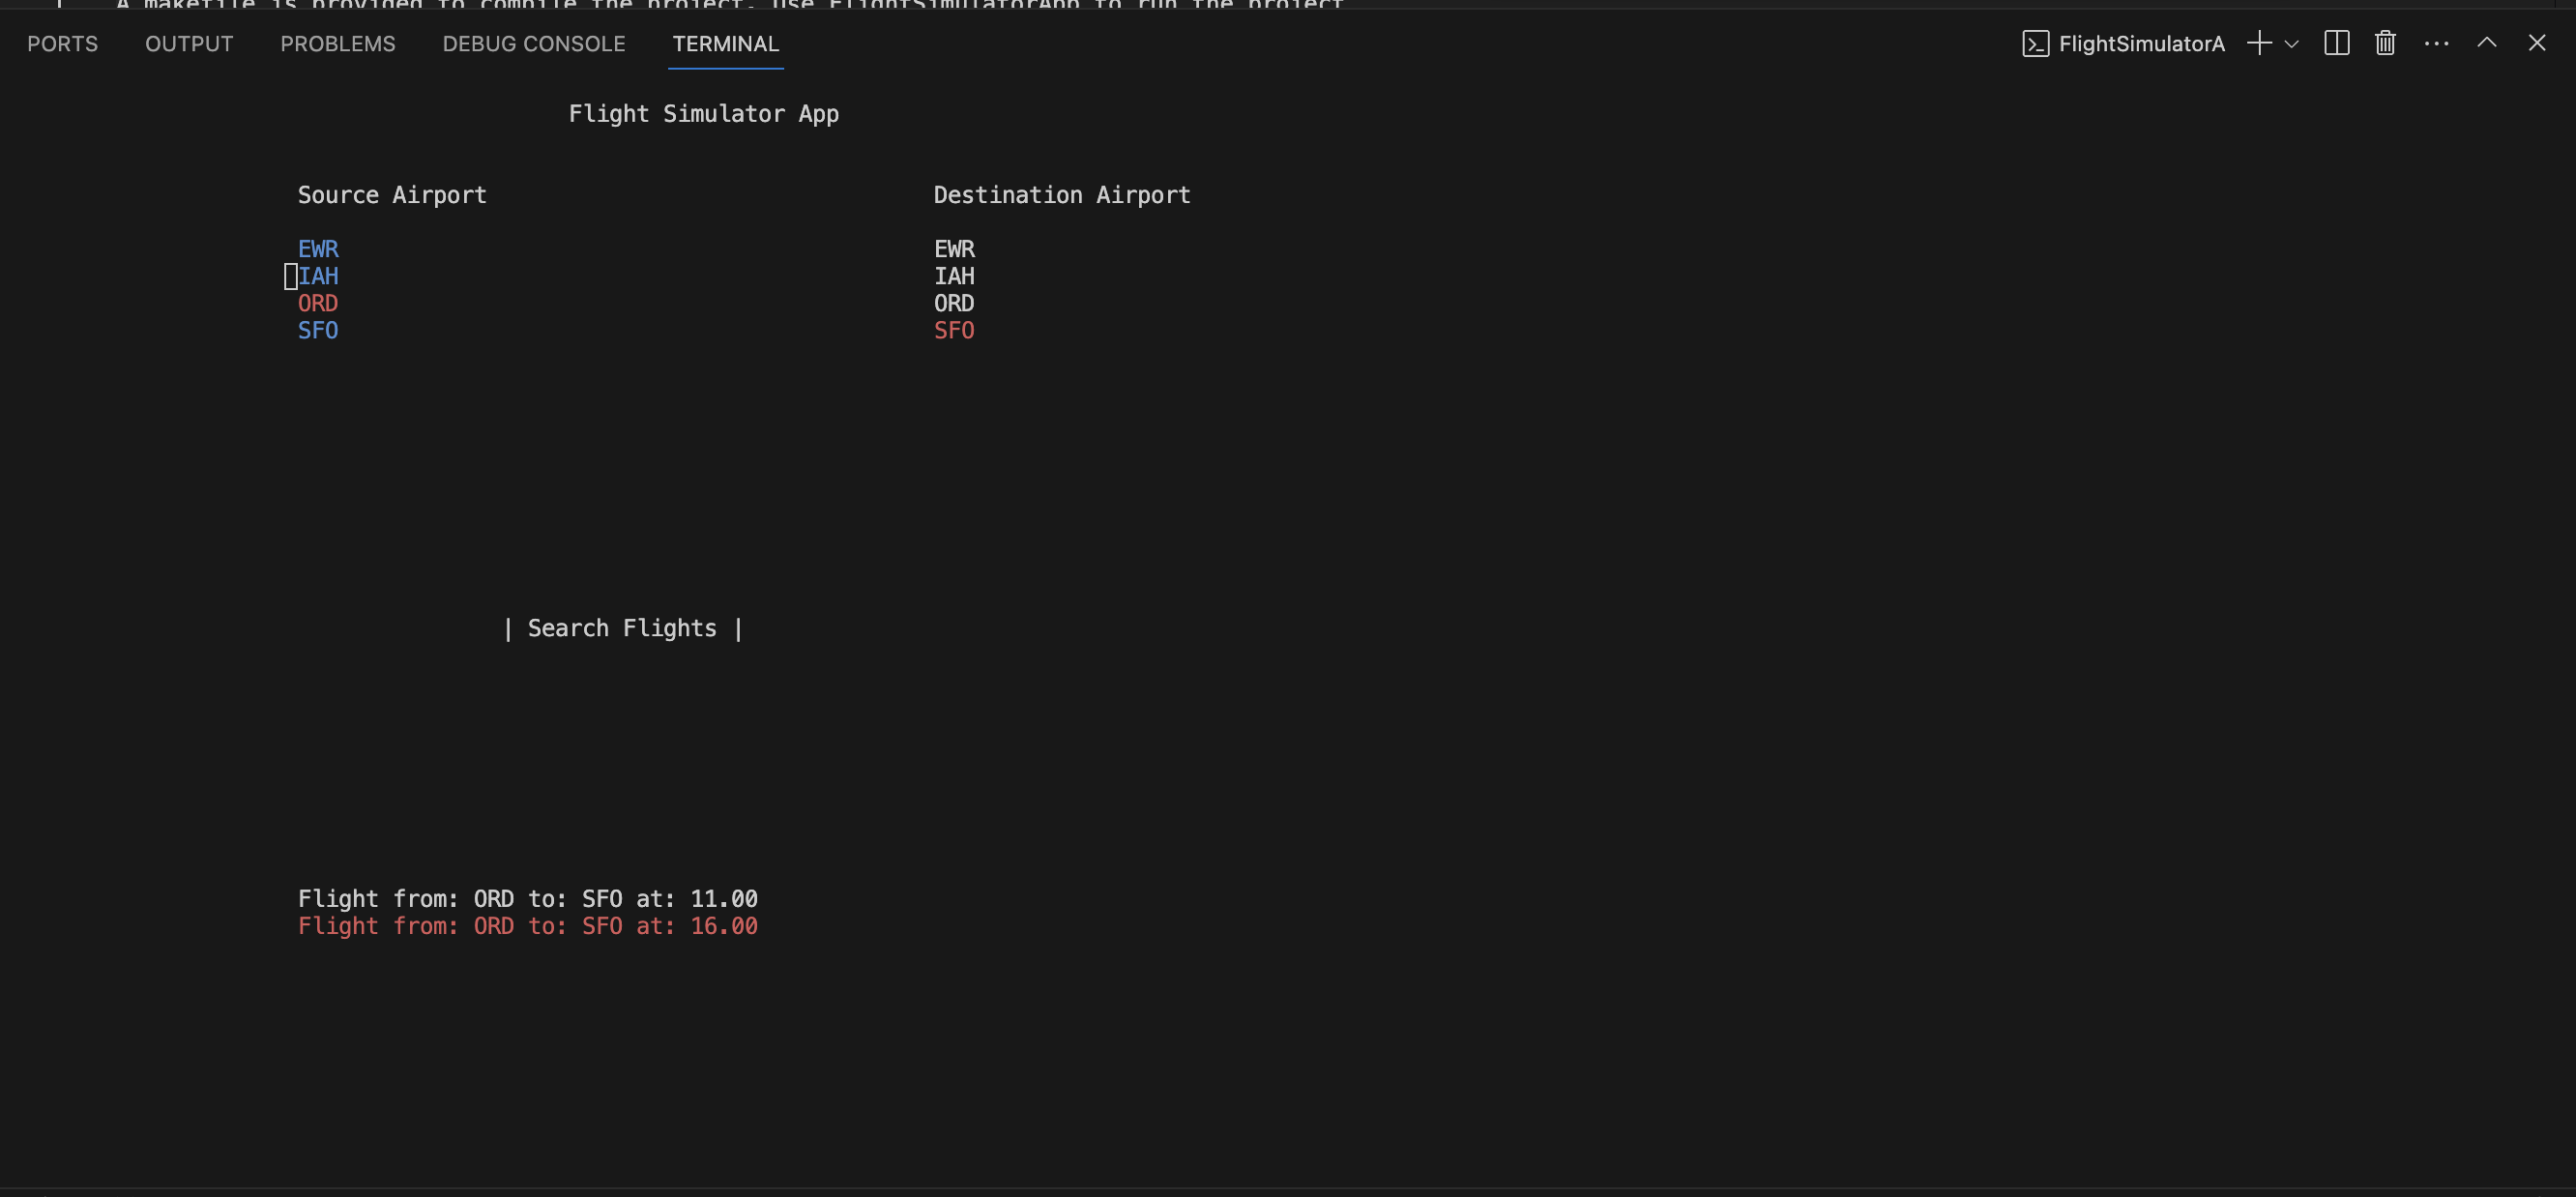 A makefile is provided to compile the project. Use FlightSimulatorApp to run the project
PORTS OUTPUT PROBLEMS DEBUG CONSOLE TERMINAL FlightSimulatorA
Flight Simulator App
Source Airport Destination Airport
EWR EWR
IAH IAH
ORD ORD
SFO SFO
| Search Flights |
Flight from: ORD to: SFO at: 11.00
Flight from: ORD to: SFO at: 16.00